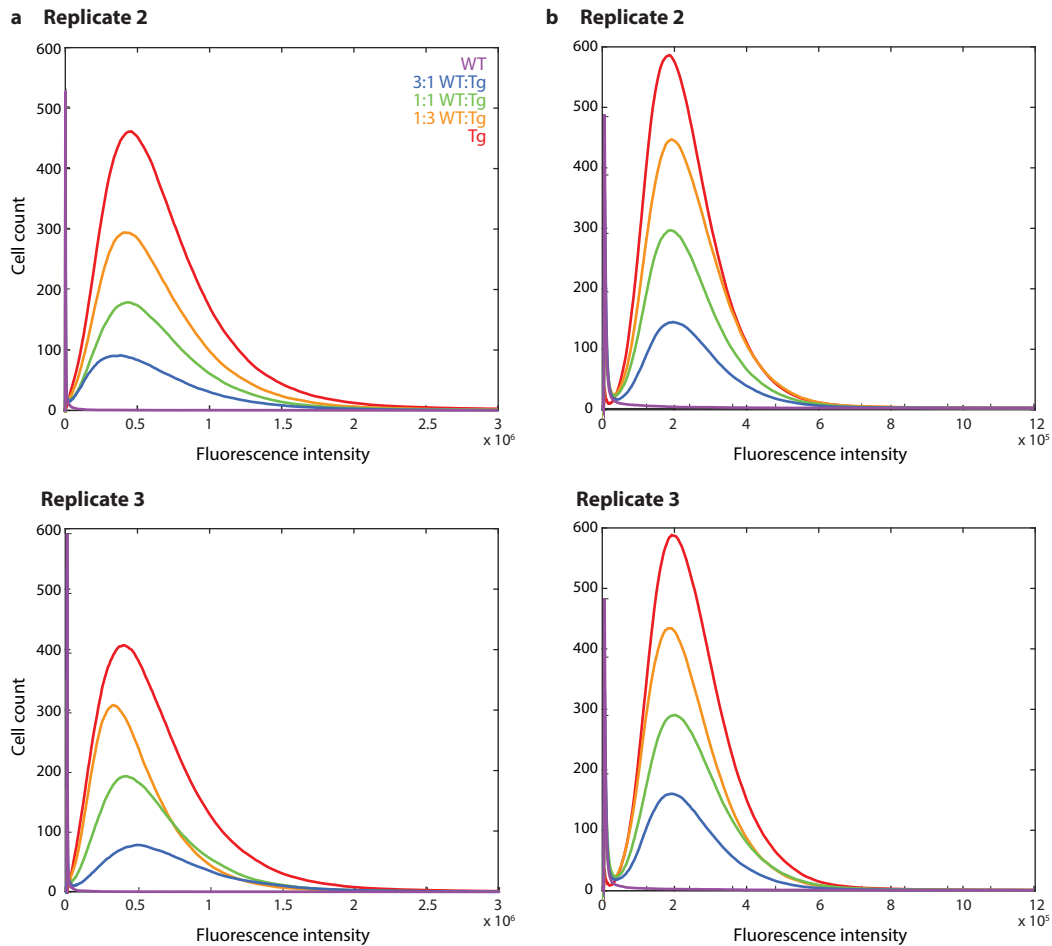 a Replicate 2
600
500
400
300
200
100
0
Cell count
WT
3:1 WT:Tg
1:1 WT:Tg
1:3 WT:Tg
Tg
0 0.5 1 1.5 2 2.5 3
x 10⁶
Fluorescence intensity
b Replicate 2
600
500
400
300
200
100
0
0 2 4 6 8 10 12
x 10⁵
Fluorescence intensity
Replicate 3
600
500
400
300
200
100
0
Cell count
0 0.5 1 1.5 2 2.5 3
x 10⁶
Fluorescence intensity
Replicate 3
600
500
400
300
200
100
0
0 2 4 6 8 10 12
x 10⁵
Fluorescence intensity